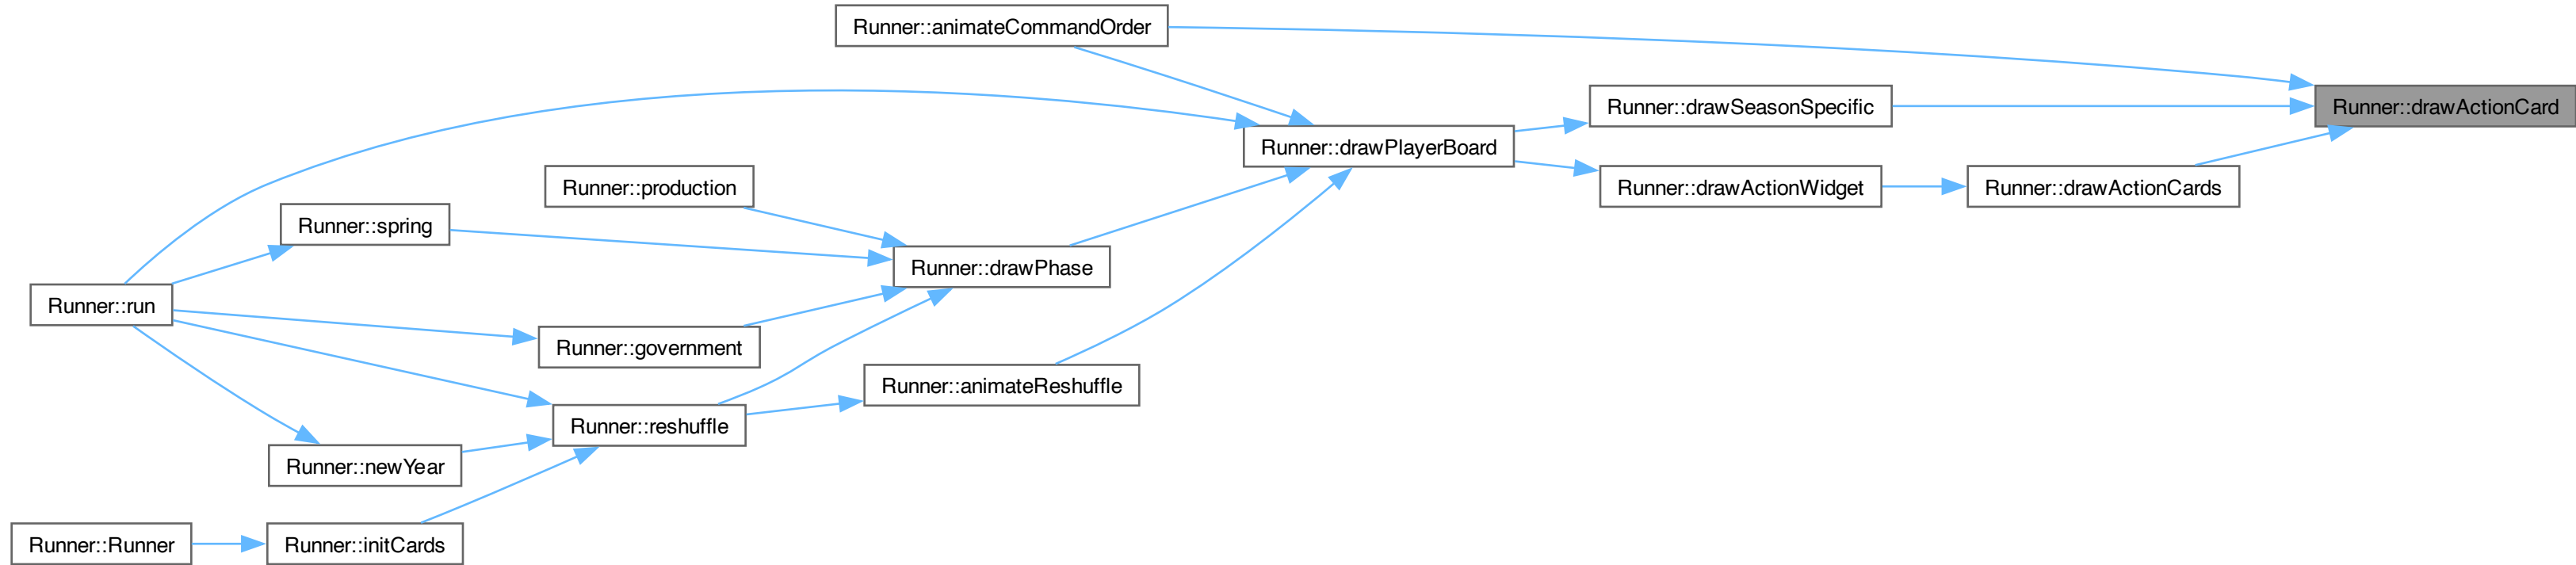 Runner::animateCommandOrder
Runner::drawSeasonSpecific
Runner::drawActionCard
Runner::drawPlayerBoard
Runner::production
Runner::drawActionWidget
Runner::drawActionCards
Runner::spring
Runner::drawPhase
Runner::run
Runner::government
Runner::animateReshuffle
Runner::reshuffle
Runner::newYear
Runner::Runner
Runner::initCards